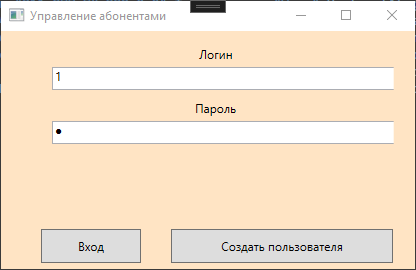 Управление абонентами
Логин
1
Пароль
●
Вход
Создать пользователя